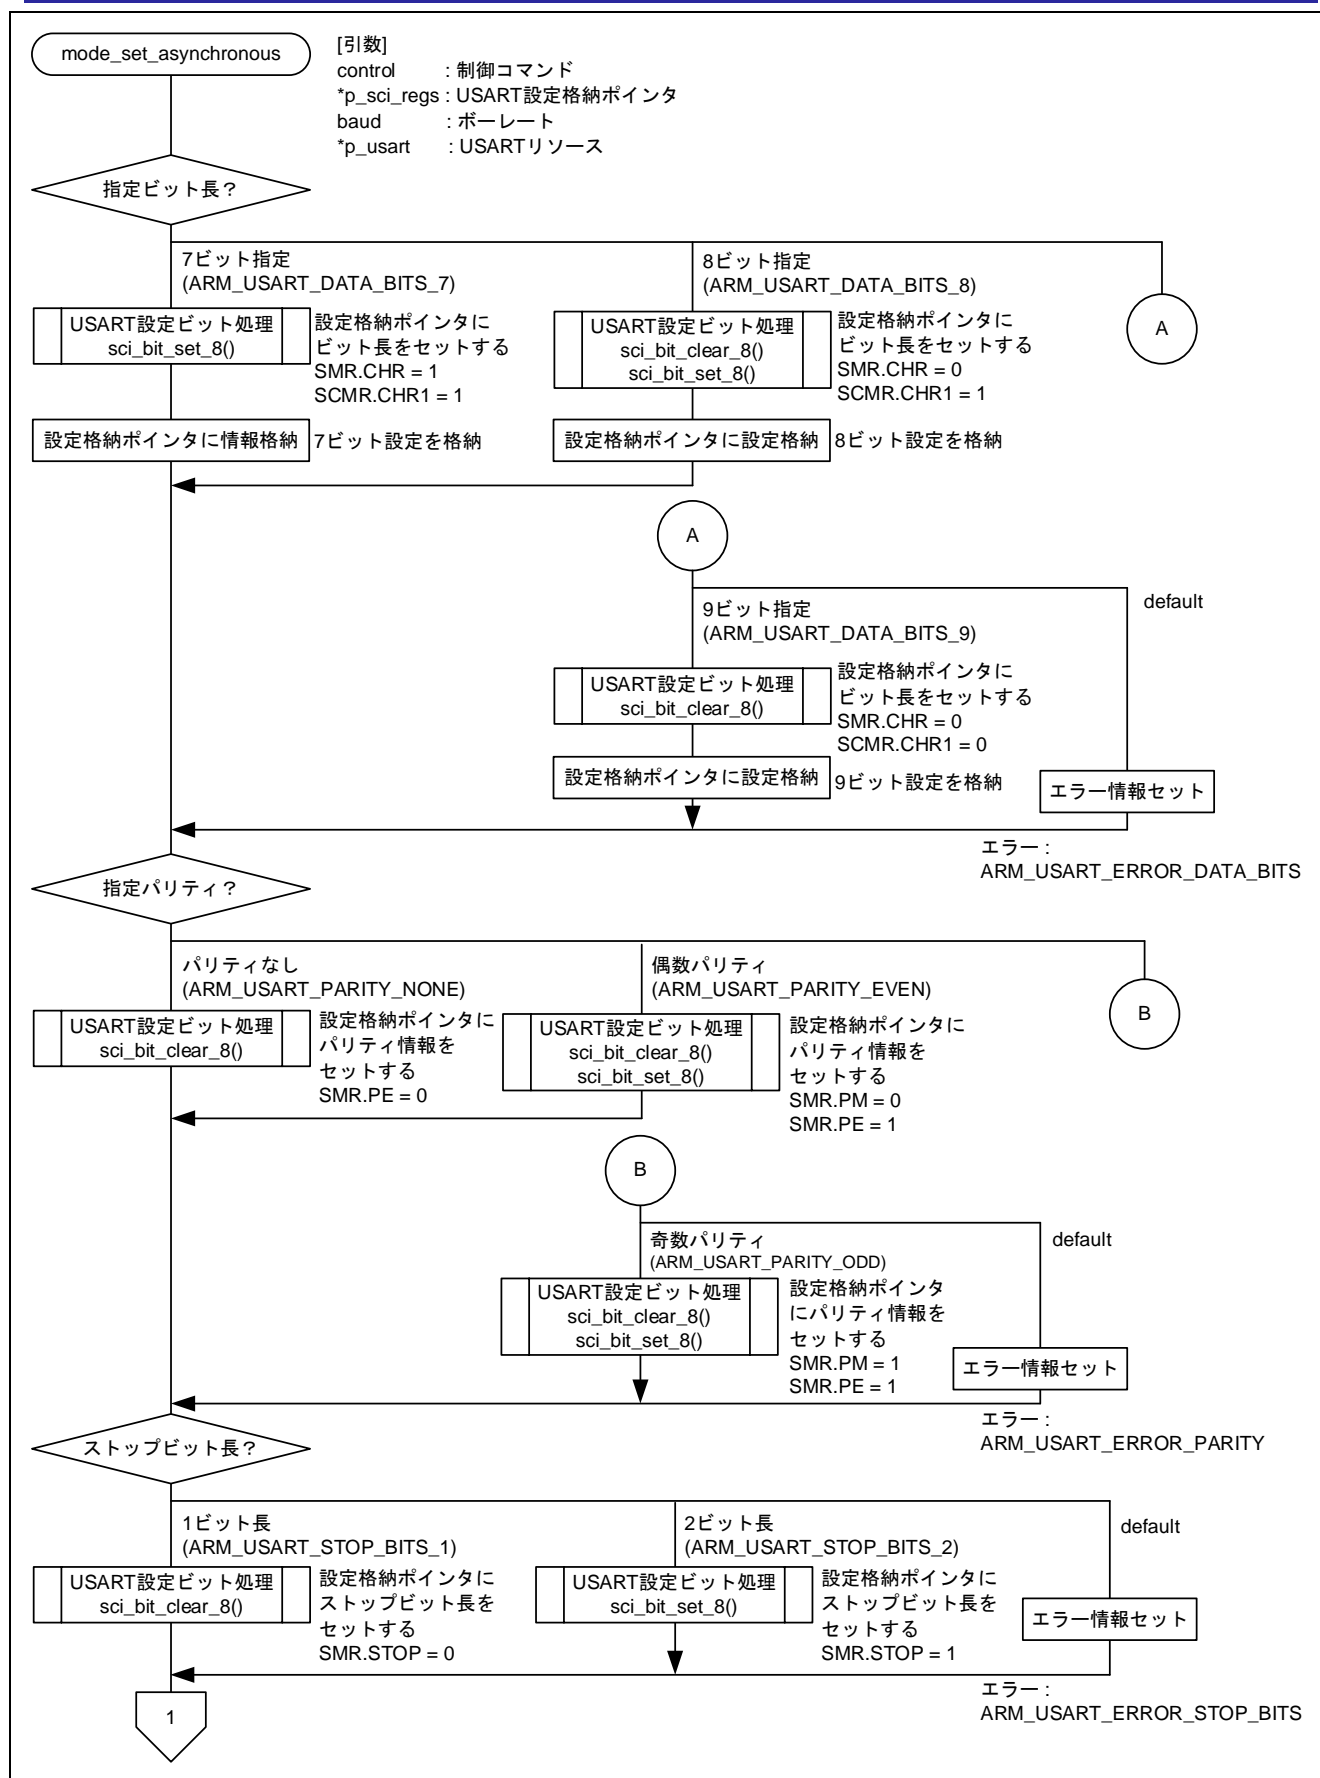 mode_set_asynchronous
[引数]
control : 制御コマンド
*p_sci_regs : USART設定格納ポインタ
baud : ボーレート
*p_usart : USARTリソース
指定ビット長？
7ビット指定
(ARM_USART_DATA_BITS_7)
USART設定ビット処理
sci_bit_set_8()
設定格納ポインタに
ビット長をセットする
SMR.CHR = 1
SCMR.CHR1 = 1
設定格納ポインタに情報格納
7ビット設定を格納
8ビット指定
(ARM_USART_DATA_BITS_8)
USART設定ビット処理
sci_bit_clear_8()
sci_bit_set_8()
設定格納ポインタに
ビット長をセットする
SMR.CHR = 0
SCMR.CHR1 = 1
設定格納ポインタに設定格納
8ビット設定を格納
A
A
9ビット指定
(ARM_USART_DATA_BITS_9)
USART設定ビット処理
sci_bit_clear_8()
設定格納ポインタに
ビット長をセットする
SMR.CHR = 0
SCMR.CHR1 = 0
設定格納ポインタに設定格納
9ビット設定を格納
default
エラー情報セット
エラー :
ARM_USART_ERROR_DATA_BITS
指定パリティ？
パリティなし
(ARM_USART_PARITY_NONE)
USART設定ビット処理
sci_bit_clear_8()
設定格納ポインタに
パリティ情報を
セットする
SMR.PE = 0
偶数パリティ
(ARM_USART_PARITY_EVEN)
USART設定ビット処理
sci_bit_clear_8()
sci_bit_set_8()
設定格納ポインタに
パリティ情報を
セットする
SMR.PM = 0
SMR.PE = 1
B
B
奇数パリティ
(ARM_USART_PARITY_ODD)
USART設定ビット処理
sci_bit_clear_8()
sci_bit_set_8()
設定格納ポインタ
にパリティ情報を
セットする
SMR.PM = 1
SMR.PE = 1
default
エラー情報セット
エラー :
ARM_USART_ERROR_PARITY
ストップビット長？
1ビット長
(ARM_USART_STOP_BITS_1)
USART設定ビット処理
sci_bit_clear_8()
設定格納ポインタに
ストップビット長を
セットする
SMR.STOP = 0
2ビット長
(ARM_USART_STOP_BITS_2)
USART設定ビット処理
sci_bit_set_8()
設定格納ポインタに
ストップビット長を
セットする
SMR.STOP = 1
default
エラー情報セット
エラー :
ARM_USART_ERROR_STOP_BITS
1